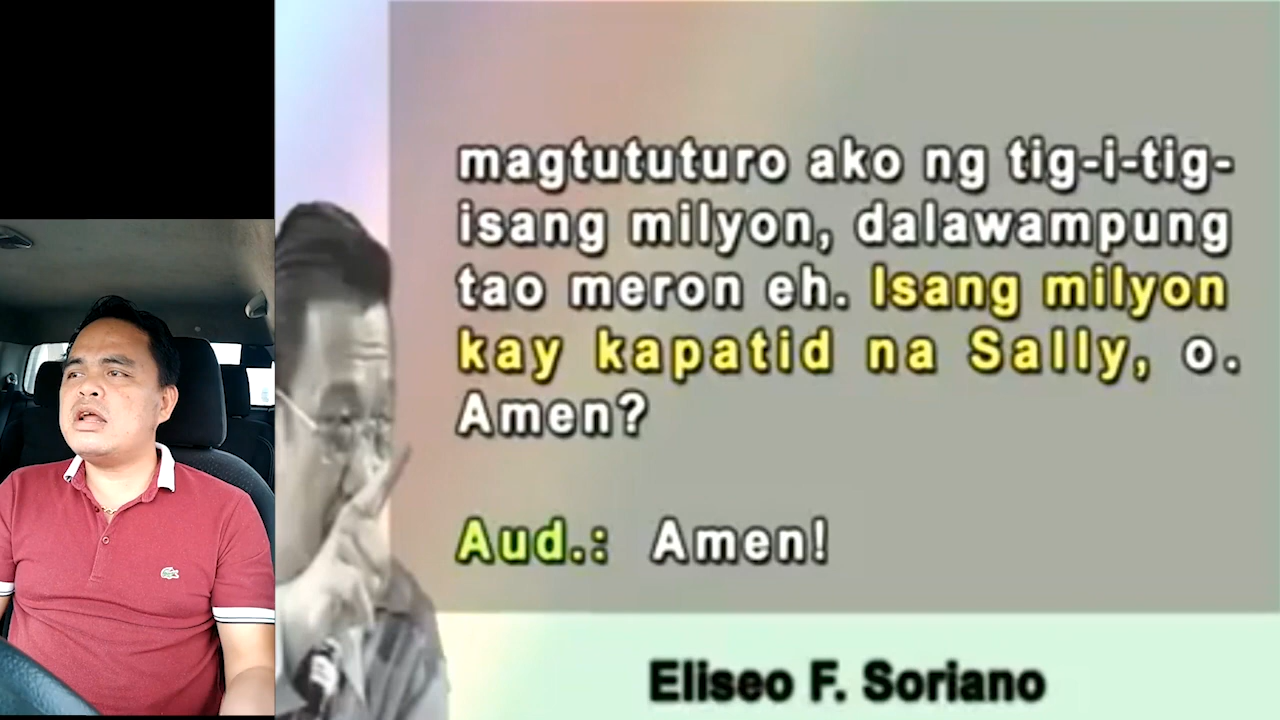 magtututuro ako ng tig-i-tig-
isang milyon, dalawampung
tao meron eh. Isang milyon
kay kapatid na Sally, o.
Amen?
Aud.: Amen!
Eliseo F. Soriano